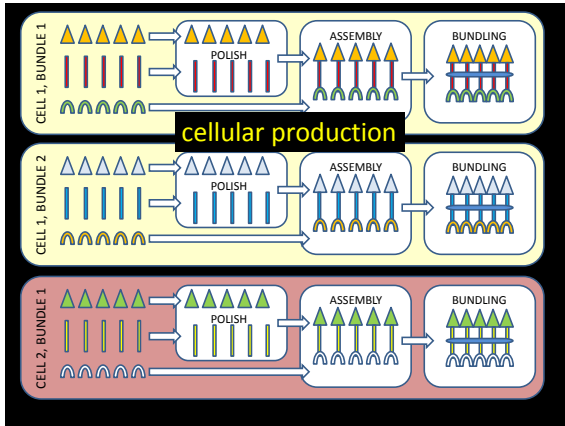 CELL 1, BUNDLE 1
POLISH
ASSEMBLY
BUNDLING
cellular production
CELL 1, BUNDLE 2
POLISH
ASSEMBLY
BUNDLING
CELL 2, BUNDLE 1
POLISH
ASSEMBLY
BUNDLING